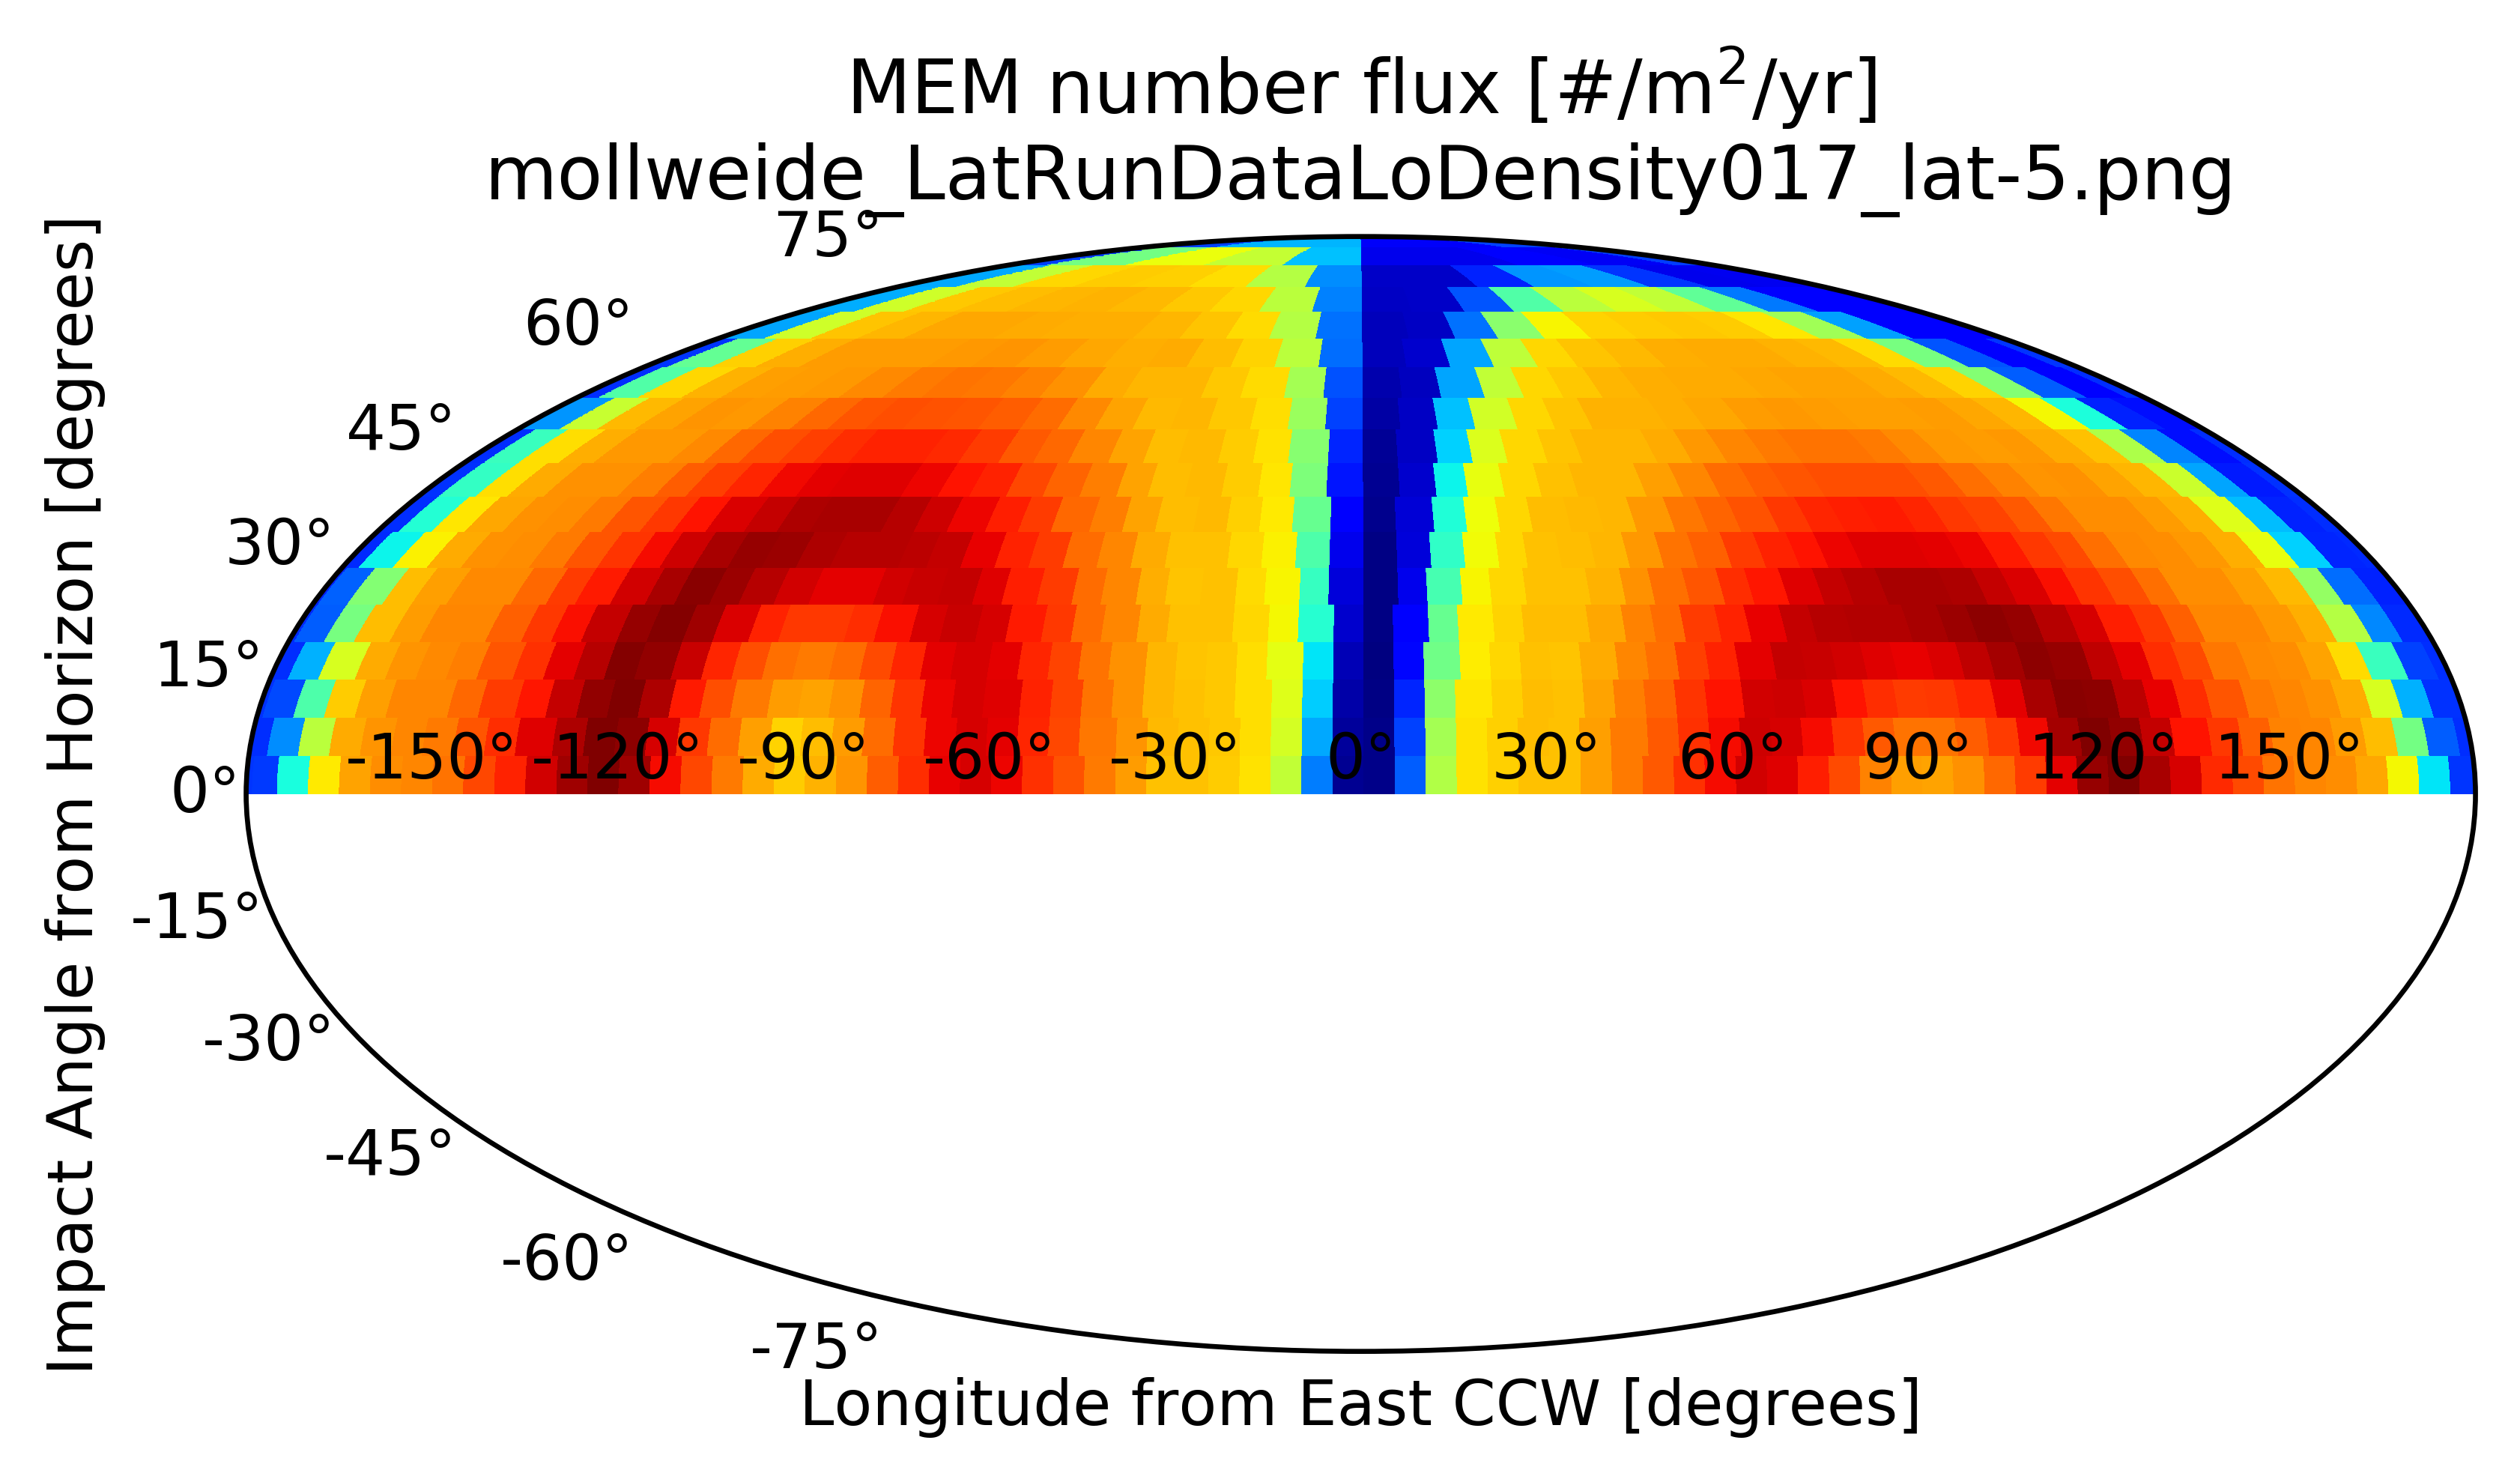 MEM number flux [#/m²/yr]
mollweide_LatRunDataLoDensity017_lat-5.png
Impact Angle from Horizon [degrees]
75°
60°
45°
30°
15°
0°
-150° -120° -90° -60° -30° 0° 30° 60° 90° 120° 150°
-15°
-30°
-45°
-60°
-75°
Longitude from East CCW [degrees]